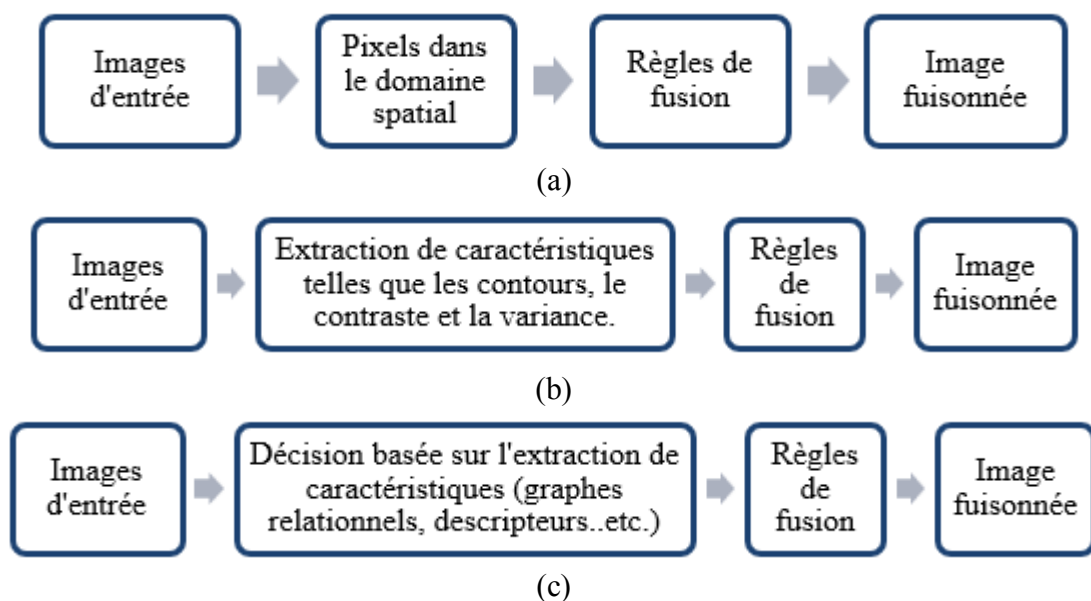 Images
d'entrée
Pixels dans
le domaine
spatial
Règles de
fusion
Image
fuisonnée
(a)
Images
d'entrée
Extraction de caractéristiques
telles que les contours, le
contraste et la variance.
Règles
de
fusion
Image
fuisonnée
(b)
Images
d'entrée
Décision basée sur l'extraction de
caractéristiques (graphes
relationnels, descripteurs..etc.)
Règles
de
fusion
Image
fuisonnée
(c)